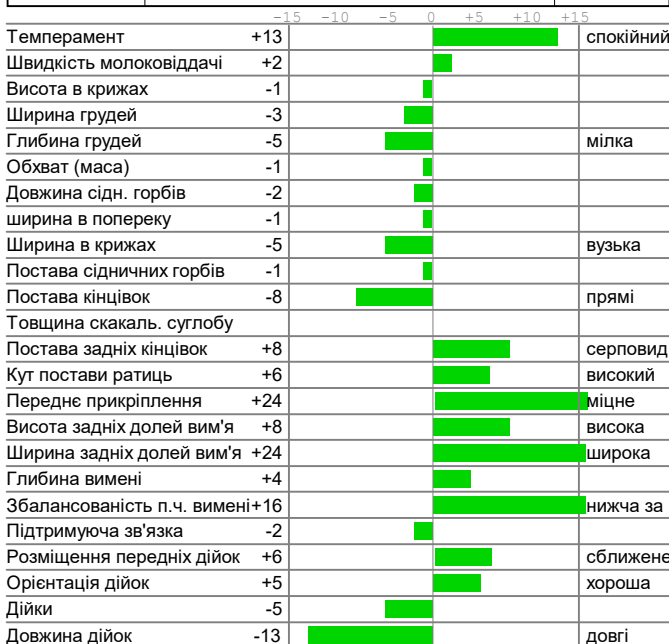 -15 -10 -5 0 +5 +10 +15
Темперамент +13 спокійний
Швидкість молоковіддачі +2
Висота в крижах -1
Ширина грудей -3
Глибина грудей -5 мілка
Обхват (маса) -1
Довжина сідн. горбів -2
ширина в попереку -1
Ширина в крижах -5 вузька
Постава сідничних горбів -1
Постава кінцівок -8 прямі
Товщина скакаль. суглобу
Постава задніх кінцівок +8 серповид
Кут постави ратиць +6 високий
Переднє прикріплення +24 міцне
Висота задніх долей вим'я +8 висока
Ширина задніх долей вим'я +24 широка
Глибина вимені +4
Збалансованість п.ч. вимені+16 нижча за
Підтримуюча зв'язка -2
Розміщення передніх дійок +6 сближене
Орієнтація дійок +5 хороша
Дійки -5
Довжина дійок -13 довгі